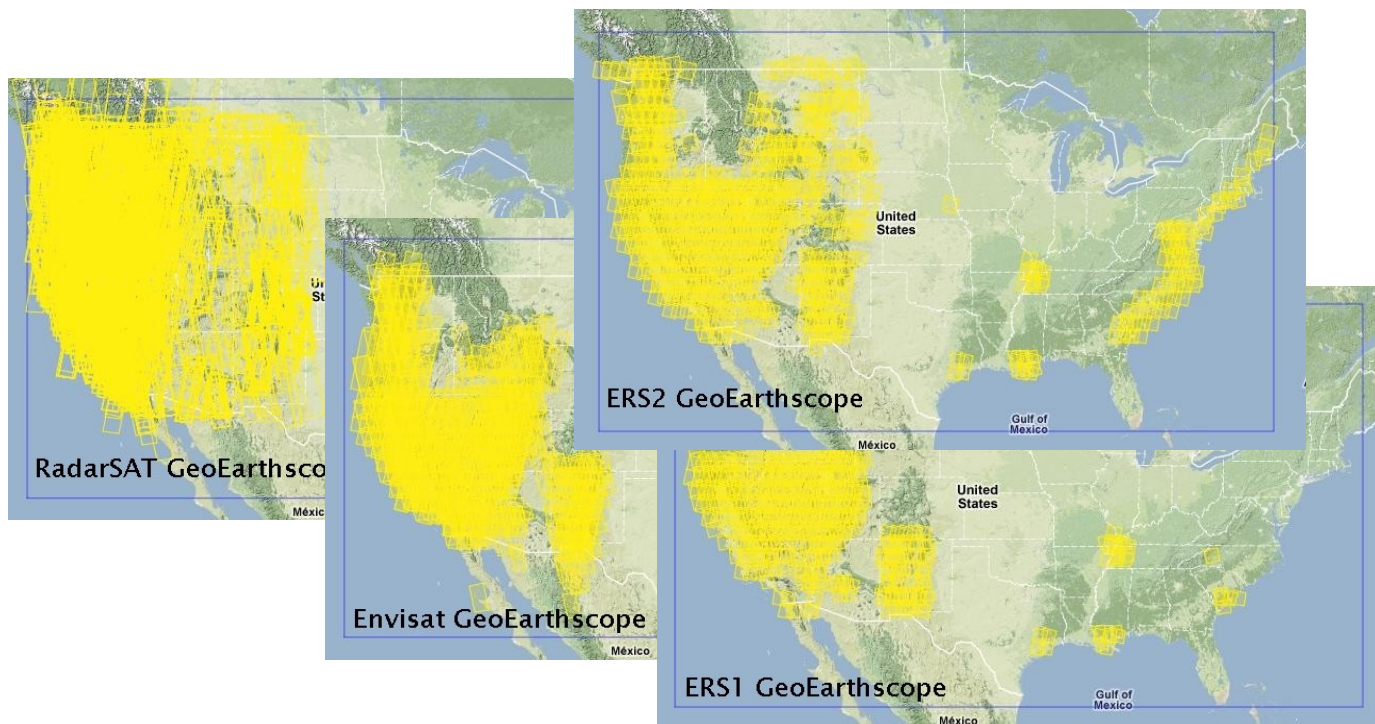 United
States
ERS2 GeoEarthscope
Gulf of
Mexico
México
RadarSAT GeoEarthsco
Méxic
Envisat GeoEarthscope
México
United
States
ERS1 GeoEarthscope
Gulf of
Mexico
México